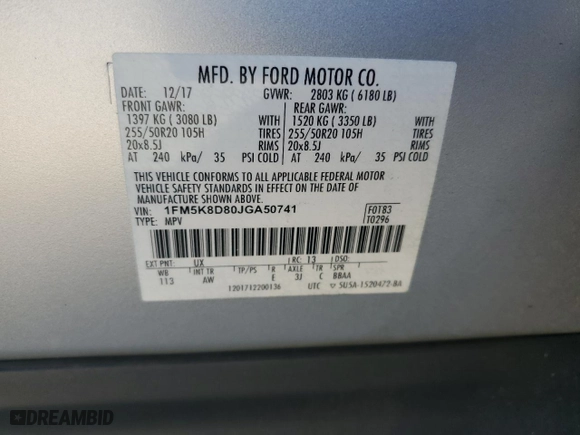 MFD. BY FORD MOTOR CO.
DATE: 12/17 GVWR: 2803 KG ( 6180 LB)
FRONT GAWR: REAR GAWR:
1397 KG ( 3080 LB) WITH 1520 KG ( 3350 LB) WITH
255/50R20 105H TIRES 255/50R20 105H TIRES
20x8.5J RIMS 20x8.5J RIMS
AT 240 kPa/ 35 PSI COLD AT 240 kPa/ 35 PSI COLD
THIS VEHICLE CONFORMS TO ALL APPLICABLE FEDERAL MOTOR
VEHICLE SAFETY STANDARDS IN EFFECT ON THE DATE OF
MANUFACTURE SHOWN ABOVE.
VIN: 1FM5K8D80JGA50741 F0183
TYPE: MPV T0296
EXT PNT: UX RC: 13 DSO:
WB INT TR TP/PS R AXLE TR SPR
113 AW E 3J C BBAA
1201712200136 UTC ▽ 5U5A-1520472-BA
DREAMBID